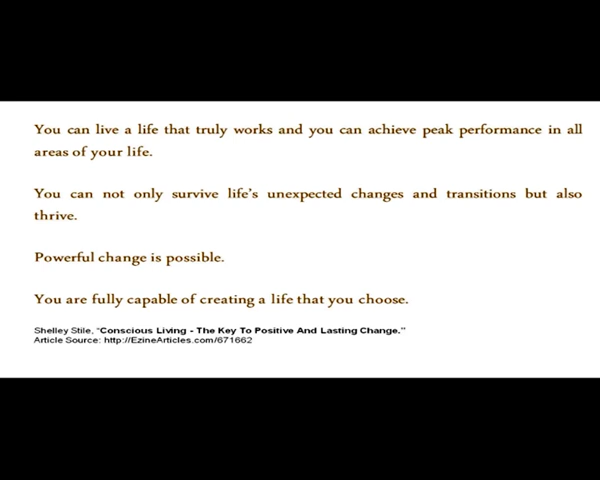 You can live a life that truly works and you can achieve peak performance in all
areas of your life.
You can not only survive life's unexpected changes and transitions but also
thrive.
Powerful change is possible.
You are fully capable of creating a life that you choose.
Shelley Stile, "Conscious Living - The Key To Positive And Lasting Change."
Article Source: http://EzineArticles.com/671662